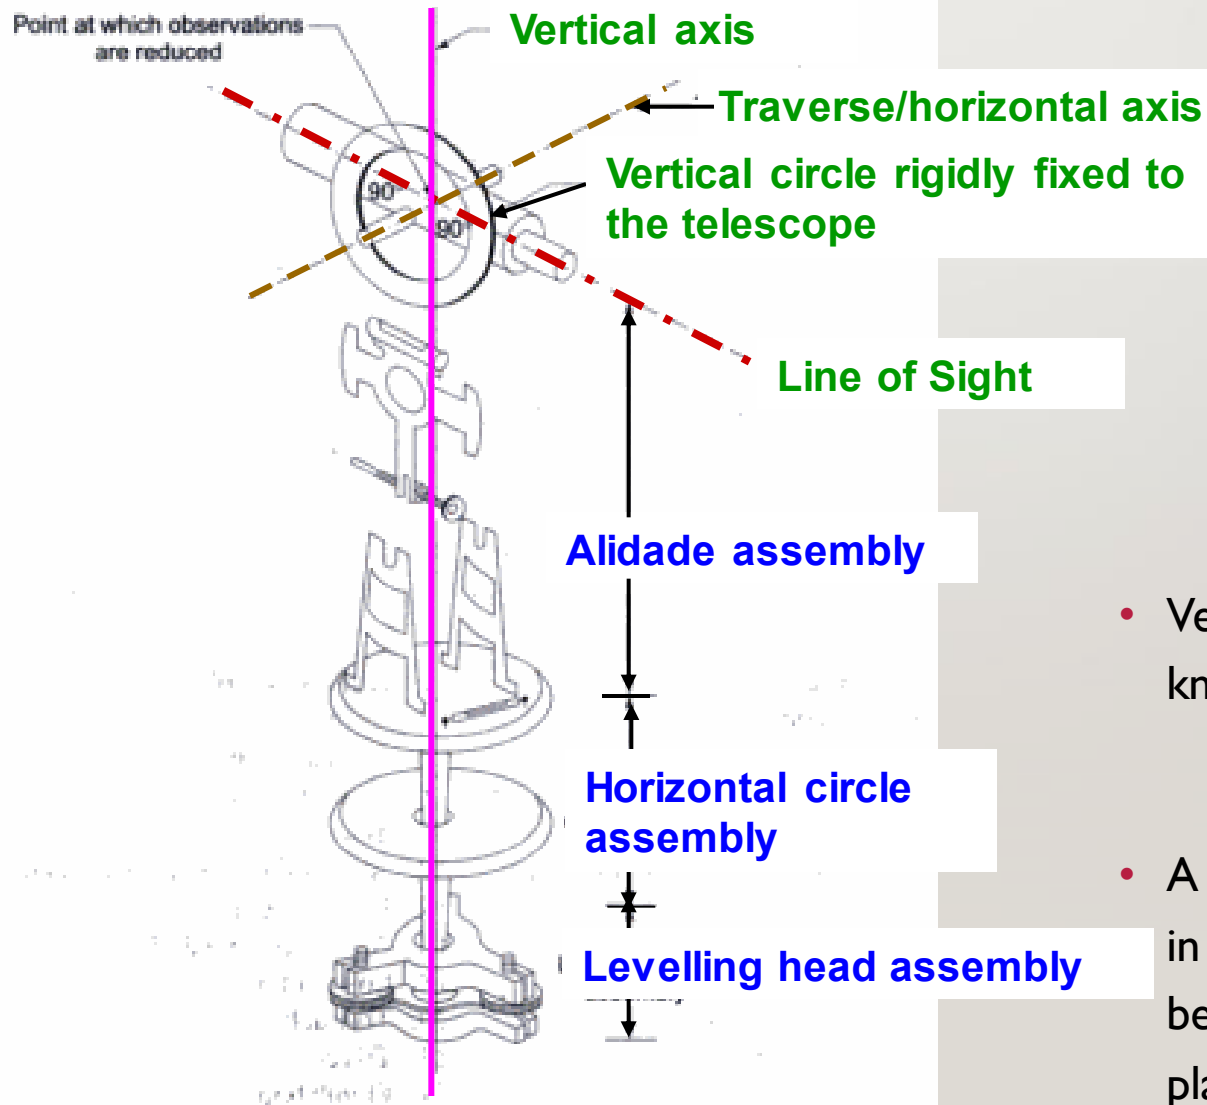 Point at which observations
are reduced
Vertical axis
Traverse/horizontal axis
Vertical circle rigidly fixed to
the telescope
90°
90°
Line of Sight
Alidade assembly
Horizontal circle
assembly
Levelling head assembly
• Ve
kn
• A
in
be
pla